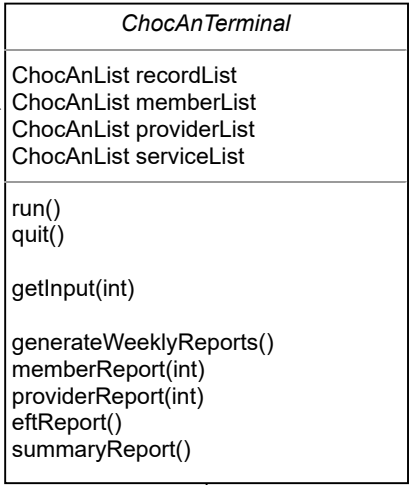 ChocAnTerminal
ChocAnList recordList
ChocAnList memberList
ChocAnList providerList
ChocAnList serviceList
run()
quit()
getInput(int)
generateWeeklyReports()
memberReport(int)
providerReport(int)
eftReport()
summaryReport()